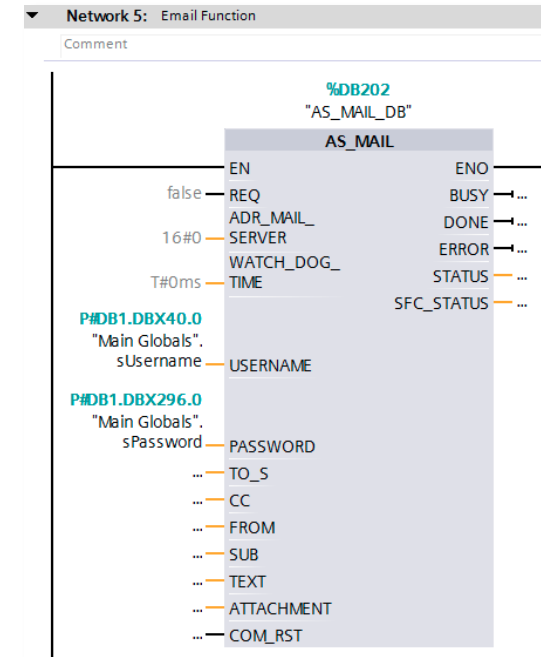 Network 5: Email Function
Comment
%DB202
"AS_MAIL_DB"
AS_MAIL
EN ENO
false REQ BUSY ...
ADR_MAIL_ DONE ...
16#0 SERVER
ERROR ...
WATCH_DOG_
T#0ms TIME STATUS ...
SFC_STATUS ...
P#DB1.DBX40.0
"Main Globals".
sUsername USERNAME
P#DB1.DBX296.0
"Main Globals".
sPassword PASSWORD
... TO_S
... CC
... FROM
... SUB
... TEXT
... ATTACHMENT
... COM_RST